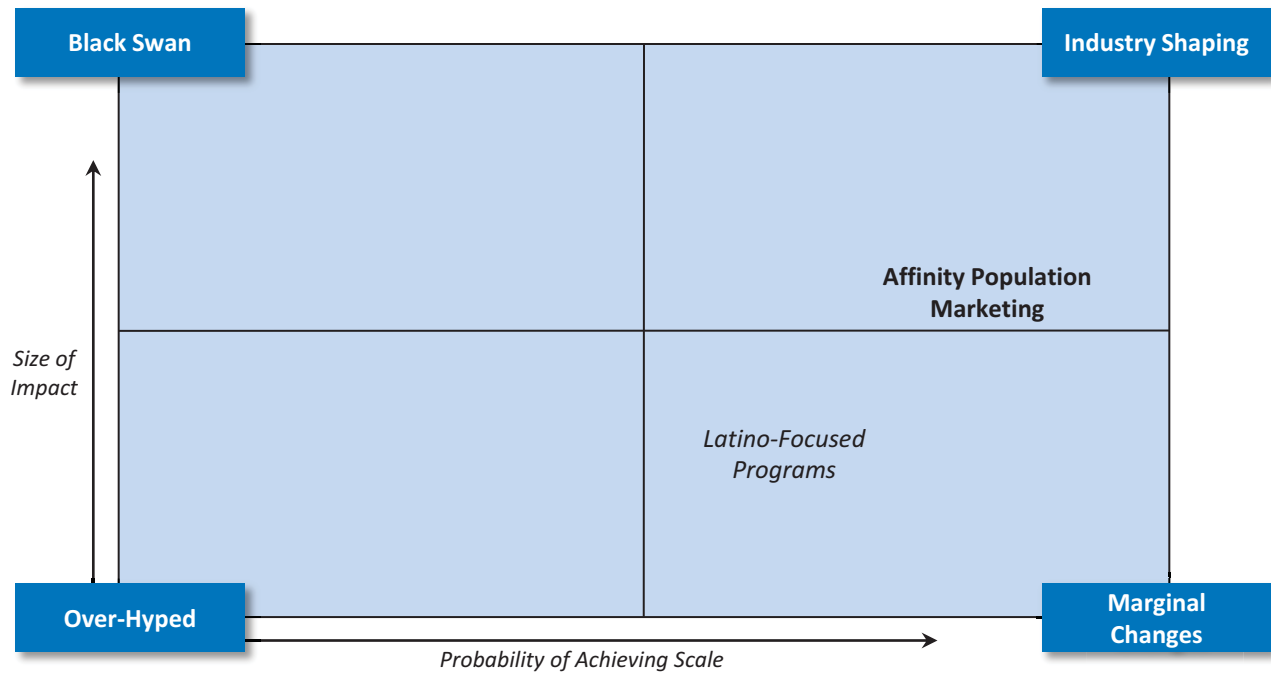 Black Swan
Industry Shaping
Affinity Population
Marketing
Size of
Impact
Latino-Focused
Programs
Over-Hyped
Marginal
Changes
Probability of Achieving Scale